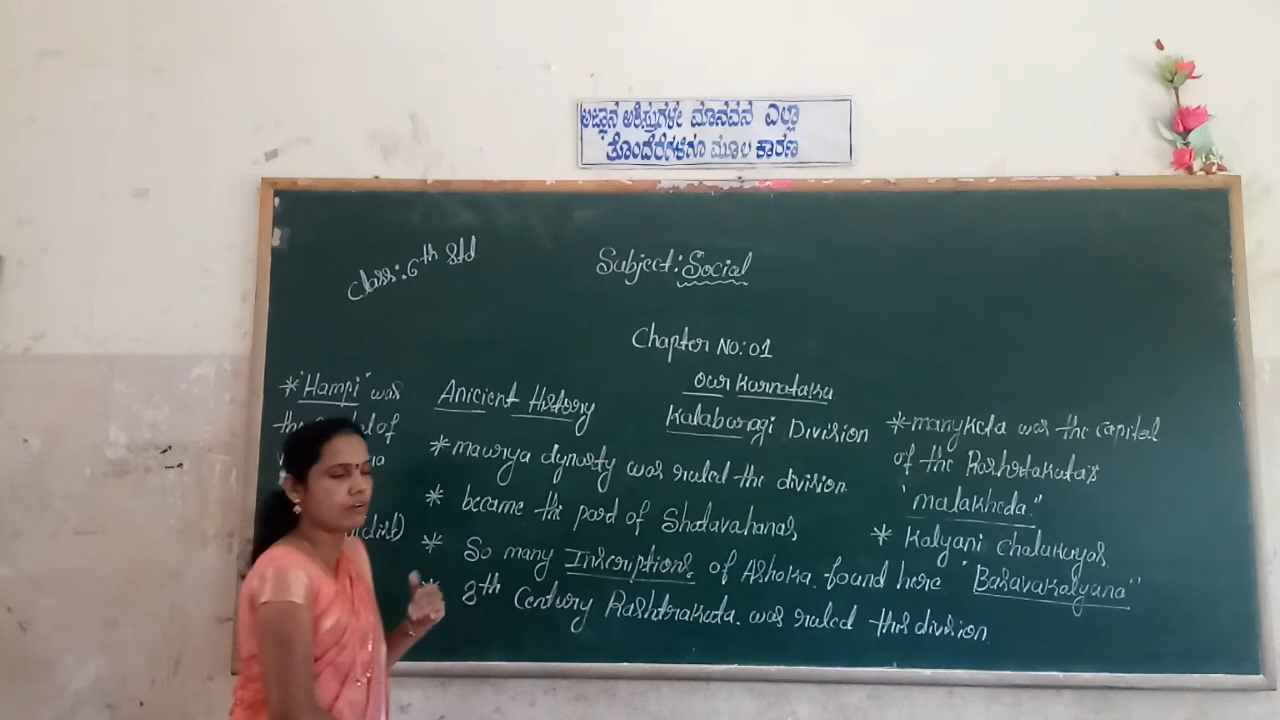 ಅಜ್ಞಾನ ಅಶಿಸ್ತುಗಳೇ ಮಾನವನ ಎಲ್ಲಾ
ತೊಂದರೆಗಳಿಗೂ ಮೂಲ ಕಾರಣ
Class: 6th Std
Subject: Social
Chapter No: 01
our Karnataka
Kalaburagi Division
* "Hampi" was
of
Anicient History
* maurya dynasty was ruled the division
* became the part of Shatavahanas
* So many Inscriptions of Ashoka found here
* 8th Century Rashtrakuta was ruled this division
* manyketa was the capital
of the Rashtrakuta's
"malakheda"
* Kalyani Chalukuyas
"Basavakalyana"